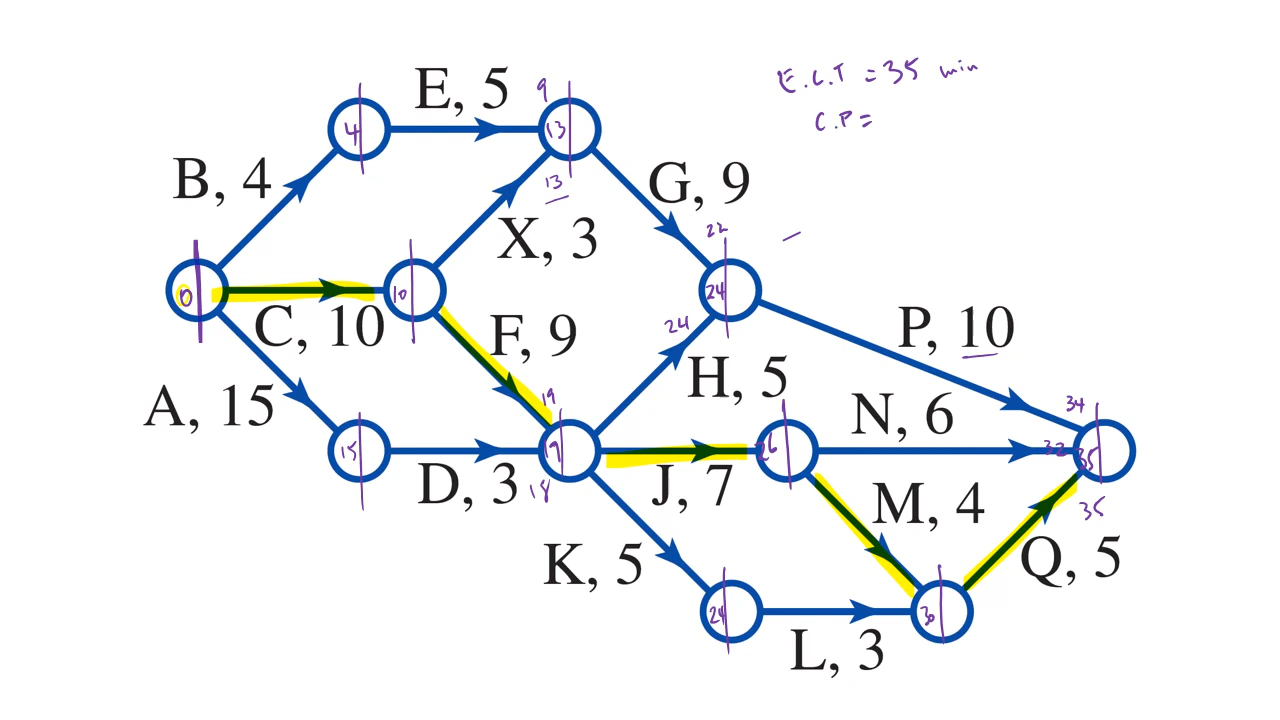 E, 5
9
E.C.T = 35 min
4
13
C.P =
B, 4
13
G, 9
X, 3
22
0
10
24
C, 10
F, 9
24
P, 10
H, 5
A, 15
19
N, 6
34
15
19
26
32
35
D, 3
18
J, 7
M, 4
35
K, 5
Q, 5
24
30
L, 3